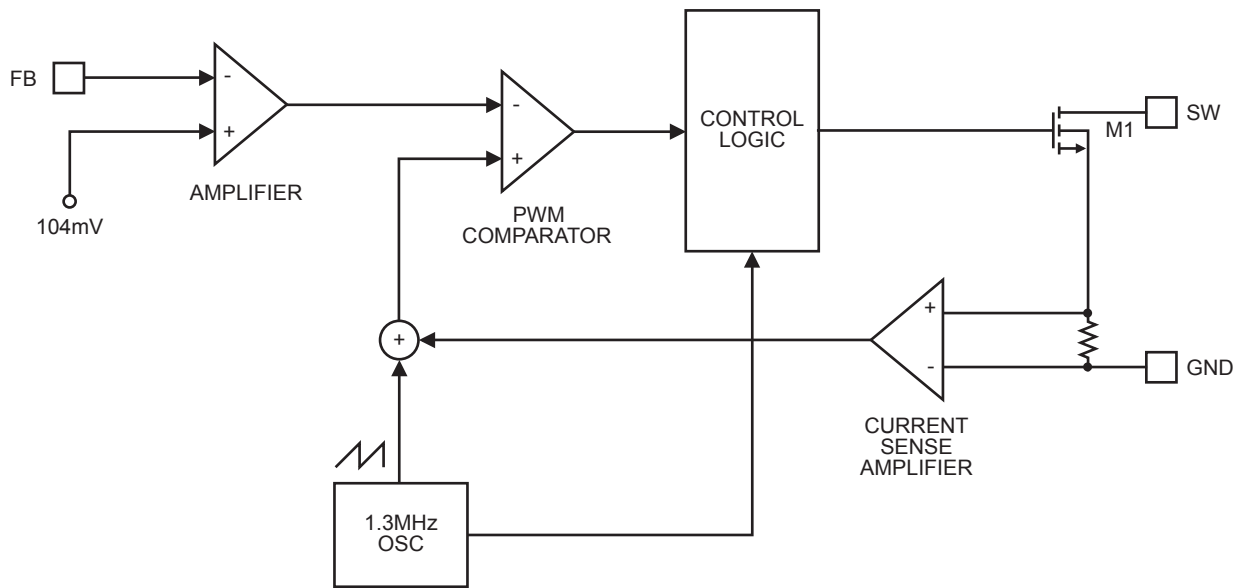 FB
-
+
104mV
AMPLIFIER
-
+
PWM
COMPARATOR
CONTROL
LOGIC
M1
SW
+
+
-
GND
CURRENT
SENSE
AMPLIFIER
1.3MHz
OSC